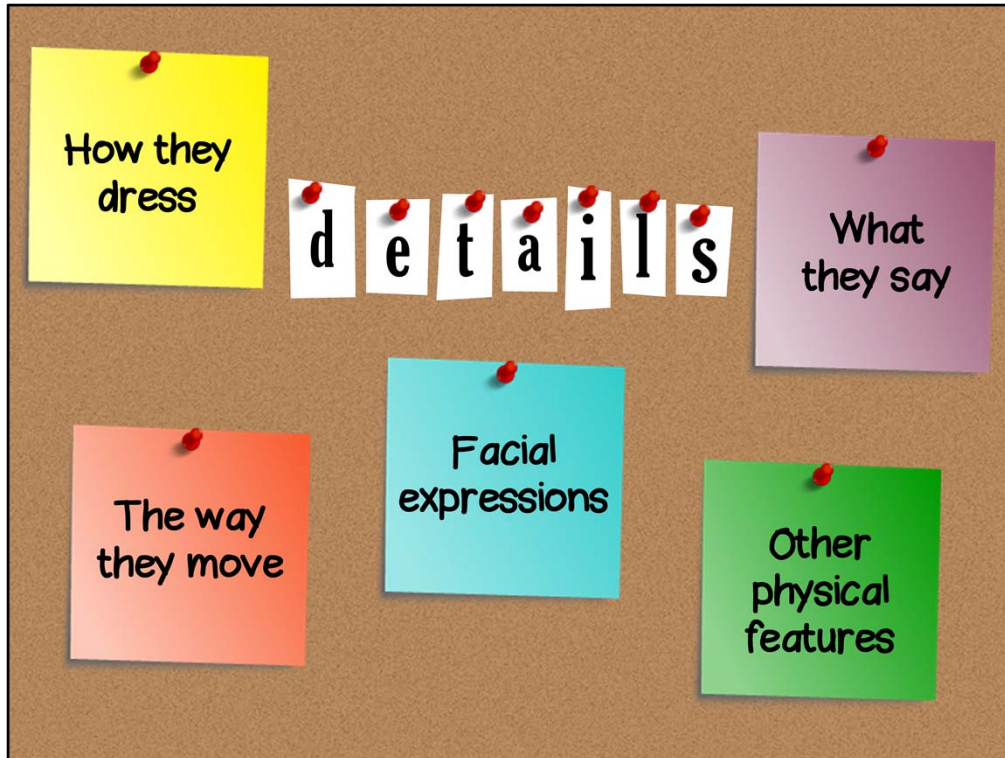 How they
dress
details
What
they say
The way
they move
Facial
expressions
Other
physical
features